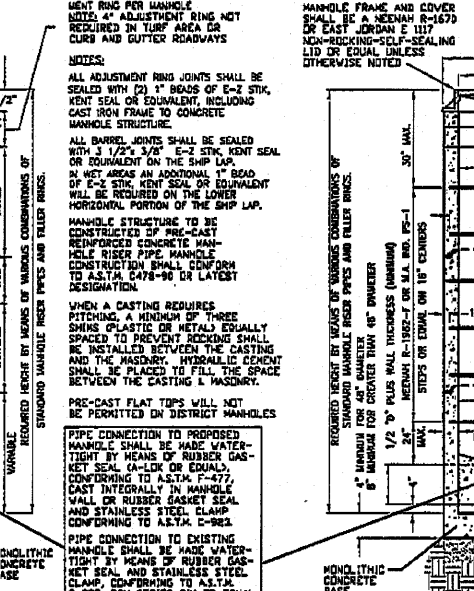 MENT RING PER MANHOLE
NOTE: 4" ADJUSTMENT RING NOT
REQUIRED IN TURF AREA OR
CURB AND GUTTER ROADWAYS
NOTES:
ALL ADJUSTMENT RING JOINTS SHALL BE
SEALED WITH (2) 1" BEADS OF E-Z STIK,
KENT SEAL OR EQUIVALENT, INCLUDING
CAST IRON FRAME TO CONCRETE
MANHOLE STRUCTURE.
ALL BARREL JOINTS SHALL BE SEALED
WITH 3 1/2"x 3/8" E-Z STIK, KENT SEAL
OR EQUIVALENT ON THE SHIP LAP.
IN WET AREAS AN ADDITIONAL 1" BEAD
OF E-Z STIK, KENT SEAL OR EQUIVALENT
WILL BE REQUIRED ON THE LOWER
HORIZONTAL PORTION OF THE SHIP LAP.
MANHOLE STRUCTURE TO BE
CONSTRUCTED OF PRE-CAST
REINFORCED CONCRETE MAN-
HOLE RISER PIPE. MANHOLE
CONSTRUCTION SHALL CONFORM
TO A.S.T.M. C478-90 OR LATEST
DESIGNATION.
WHEN A CASTING REQUIRES
PITCHING, A MINIMUM OF THREE
SHIMS (PLASTIC OR METAL) EQUALLY
SPACED TO PREVENT ROCKING SHALL
BE INSTALLED BETWEEN THE CASTING
AND THE MASONRY. HYDRAULIC CEMENT
SHALL BE PLACED TO FILL THE SPACE
BETWEEN THE CASTING & MASONRY.
PRE-CAST FLAT TOPS WILL NOT
BE PERMITTED ON DISTRICT MANHOLES
PIPE CONNECTION TO PROPOSED
MANHOLE SHALL BE MADE WATER-
TIGHT BY MEANS OF RUBBER GAS-
KET SEAL (A-LOK OR EQUAL),
CONFORMING TO A.S.T.M. F-477,
CAST INTEGRALLY IN MANHOLE
WALL OR RUBBER GASKET SEAL
AND STAINLESS STEEL CLAMP
CONFORMING TO A.S.T.M. C-923.
PIPE CONNECTION TO EXISTING
MANHOLE SHALL BE MADE WATER-
TIGHT BY MEANS OF RUBBER GAS-
KET SEAL AND STAINLESS STEEL
CLAMP, CONFORMING TO A.S.T.M.
MANHOLE FRAME AND COVER
SHALL BE A NEENAH R-1670
OR EAST JORDAN E 1117
NON-ROCKING-SELF-SEALING
LID OR EQUAL UNLESS
OTHERWISE NOTED
/2"
VARIABLE
REQUIRED HEIGHT BY MEANS OF VARIOUS COMBINATIONS OF
STANDARD MANHOLE RISER PIPES AND FILLER RINGS.
REQUIRED HEIGHT BY MEANS OF VARIOUS COMBINATIONS OF
STANDARD MANHOLE RISER PIPES AND FILLER RINGS.
4" MINIMUM FOR 48" DIAMETER
6" MINIMUM FOR GREATER THAN 48" DIAMETER
1/2 "D" PLUS WALL THICKNESS (MINIMUM)
24" MAX.
30" MAX.
NEENAH R-1982-F OR M.A. IND. PS-1
STEPS OR EQUAL ON 16" CENTERS
4"
MONOLITHIC
CONCRETE
BASE
MONOLITHIC
CONCRETE
BASE